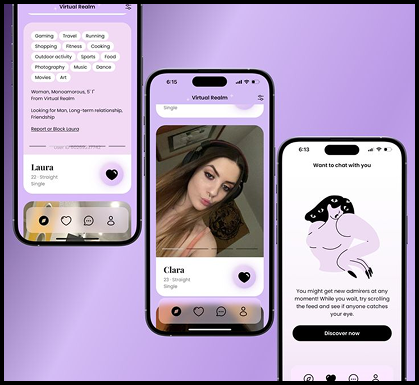 Virtual Realm
Gaming
Travel
Running
Shopping
Fitness
Cooking
Outdoor activity
Sports
Food
Photography
Music
Dance
Movies
Art
Woman, Monoamorous, 5' 1"
From Virtual Realm
Looking for Man, Long-term relationship,
Friendship
Report or Block Laura
Laura
22 · Straight
Single
6:15
Virtual Realm
Single
Clara
23 · Straight
Single
6:13
Want to chat with you
You might get new admirers at any
moment! While you wait, try scrolling
the feed and see if anyone catches
your eye.
Discover now